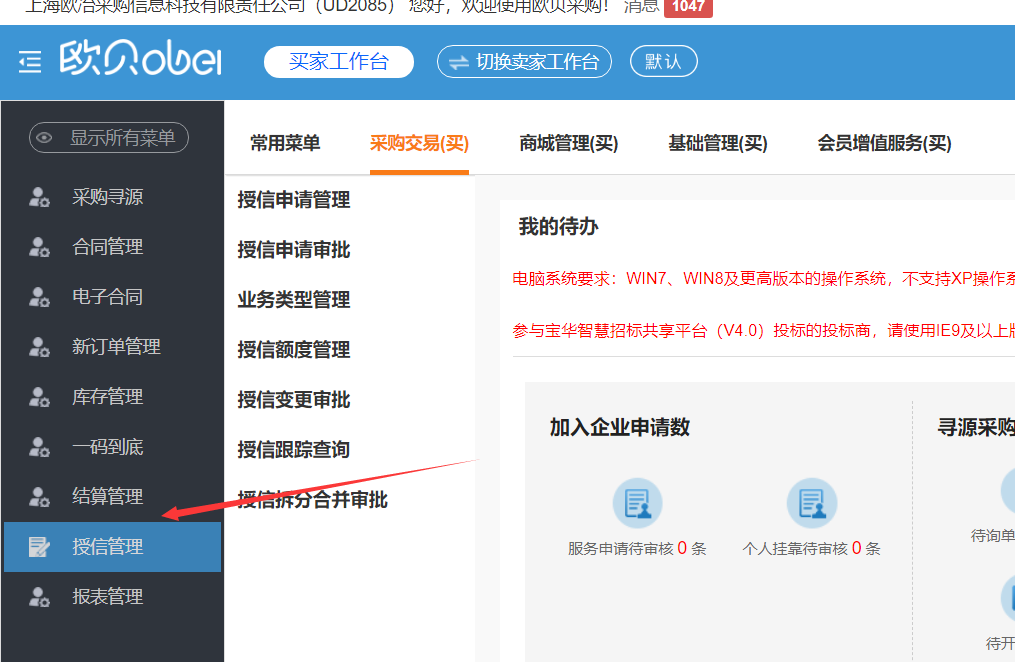 上海欧冶采购信息科技有限责任公司（UD2085） 您好，欢迎使用欧贝采购！ 消息 1047
欧贝obei 买家工作台 切换卖家工作台 默认
显示所有菜单
采购寻源
合同管理
电子合同
新订单管理
库存管理
一码到底
结算管理
授信管理
报表管理
常用菜单 采购交易(买) 商城管理(买) 基础管理(买) 会员增值服务(买)
授信申请管理
授信申请审批
业务类型管理
授信额度管理
授信变更审批
授信跟踪查询
授信拆分合并审批
我的待办
电脑系统要求：WIN7、WIN8及更高版本的操作系统，不支持XP操作系
参与宝华智慧招标共享平台（V4.0）投标的投标商，请使用IE9及以上版
加入企业申请数
服务申请待审核 0 条
个人挂靠待审核 0 条
寻源采购
待询单
待开